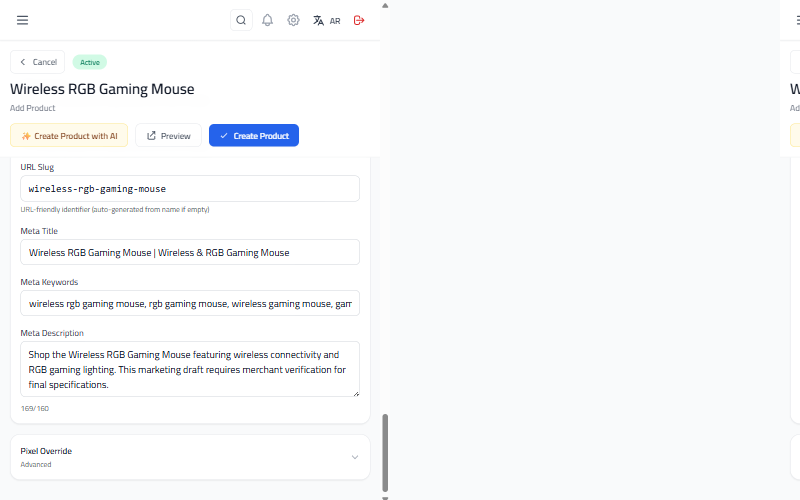 AR
Cancel
Active
Wireless RGB Gaming Mouse
Add Product
Create Product with AI
Preview
Create Product
URL Slug
wireless-rgb-gaming-mouse
URL-friendly identifier (auto-generated from name if empty)
Meta Title
Wireless RGB Gaming Mouse | Wireless & RGB Gaming Mouse
Meta Keywords
wireless rgb gaming mouse, rgb gaming mouse, wireless gaming mouse, gam
Meta Description
Shop the Wireless RGB Gaming Mouse featuring wireless connectivity and
RGB gaming lighting. This marketing draft requires merchant verification for
final specifications.
169/160
Pixel Override
Advanced